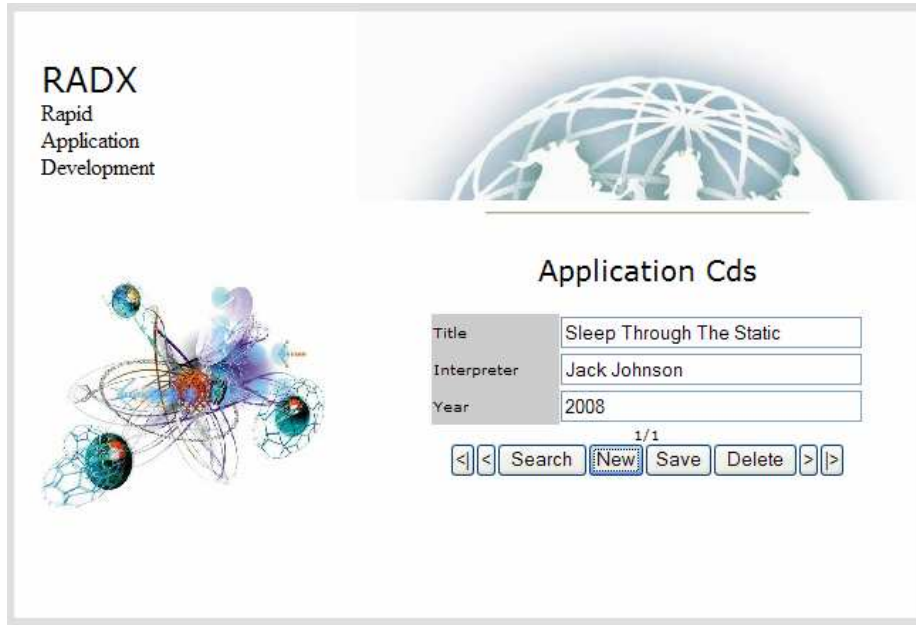 RADX
Rapid
Application
Development
Application Cds
Title Sleep Through The Static
Interpreter Jack Johnson
Year 2008
1/1
<| < Search New Save Delete > |>